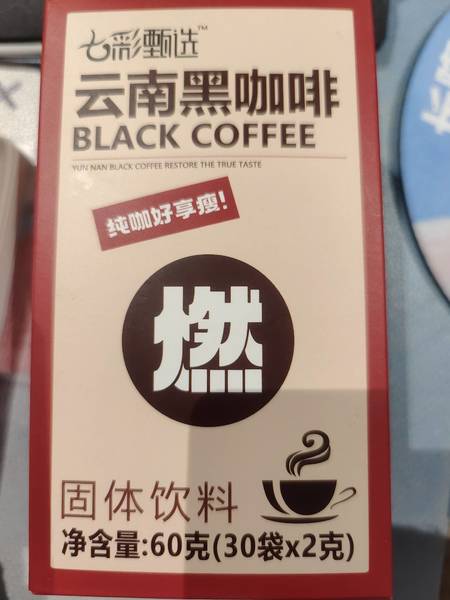 七彩甄选™
云南黑咖啡
BLACK COFFEE
YUN NAN BLACK COFFEE RESTORE THE TRUE TASTE
纯咖好享瘦!
燃
固体饮料
净含量:60克(30袋x2克)